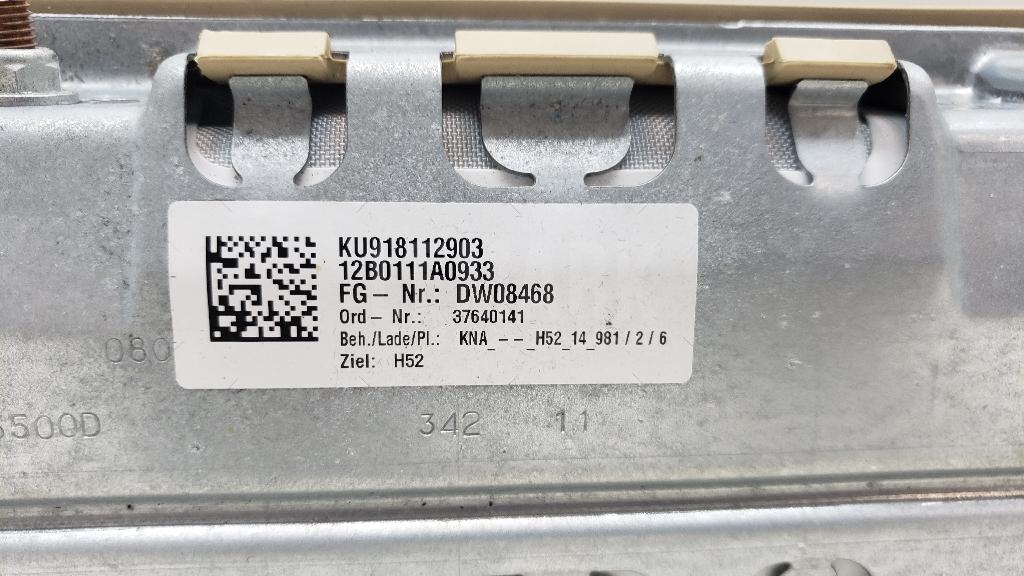 KU918112903
12B0111A0933
FG - Nr.: DW08468
Ord - Nr.: 37640141
Beh./Lade/Pl.: KNA_ - - _H52_14_981 / 2 / 6
Ziel: H52
080
500D
342 11